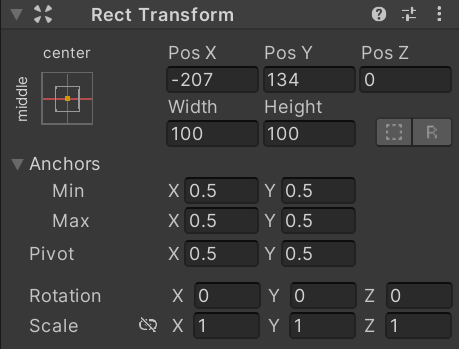 Rect Transform
center
middle
Pos X Pos Y Pos Z
-207 134 0
Width Height
100 100
R
Anchors
Min X 0.5 Y 0.5
Max X 0.5 Y 0.5
Pivot X 0.5 Y 0.5
Rotation X 0 Y 0 Z 0
Scale X 1 Y 1 Z 1